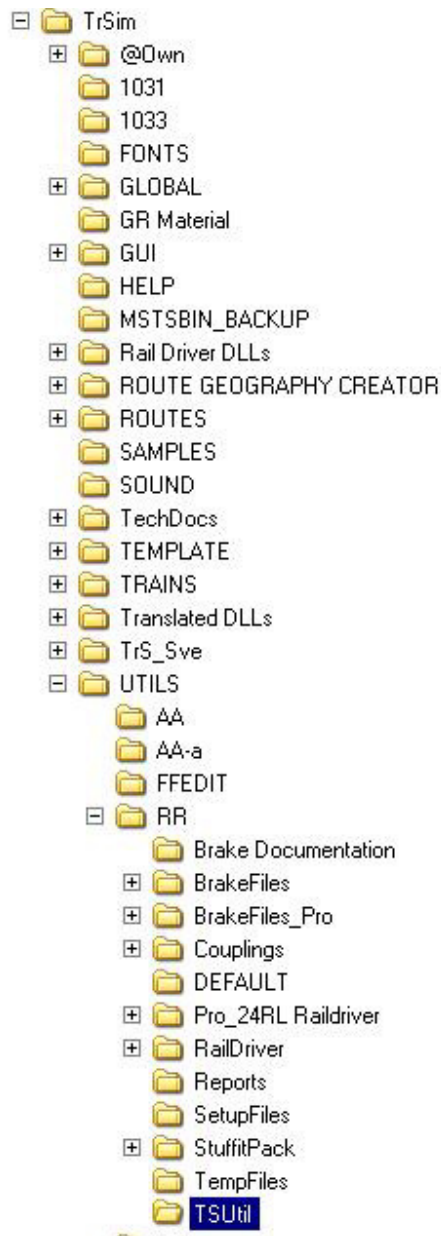 TrSim
@Own
1031
1033
FONTS
GLOBAL
GR Material
GUI
HELP
MSTSBIN_BACKUP
Rail Driver DLLs
ROUTE GEOGRAPHY CREATOR
ROUTES
SAMPLES
SOUND
TechDocs
TEMPLATE
TRAINS
Translated DLLs
TrS_Sve
UTILS
AA
AA-a
FFEDIT
RR
Brake Documentation
BrakeFiles
BrakeFiles_Pro
Couplings
DEFAULT
Pro_24RL Raildriver
RailDriver
Reports
SetupFiles
StuffitPack
TempFiles
TSUtil